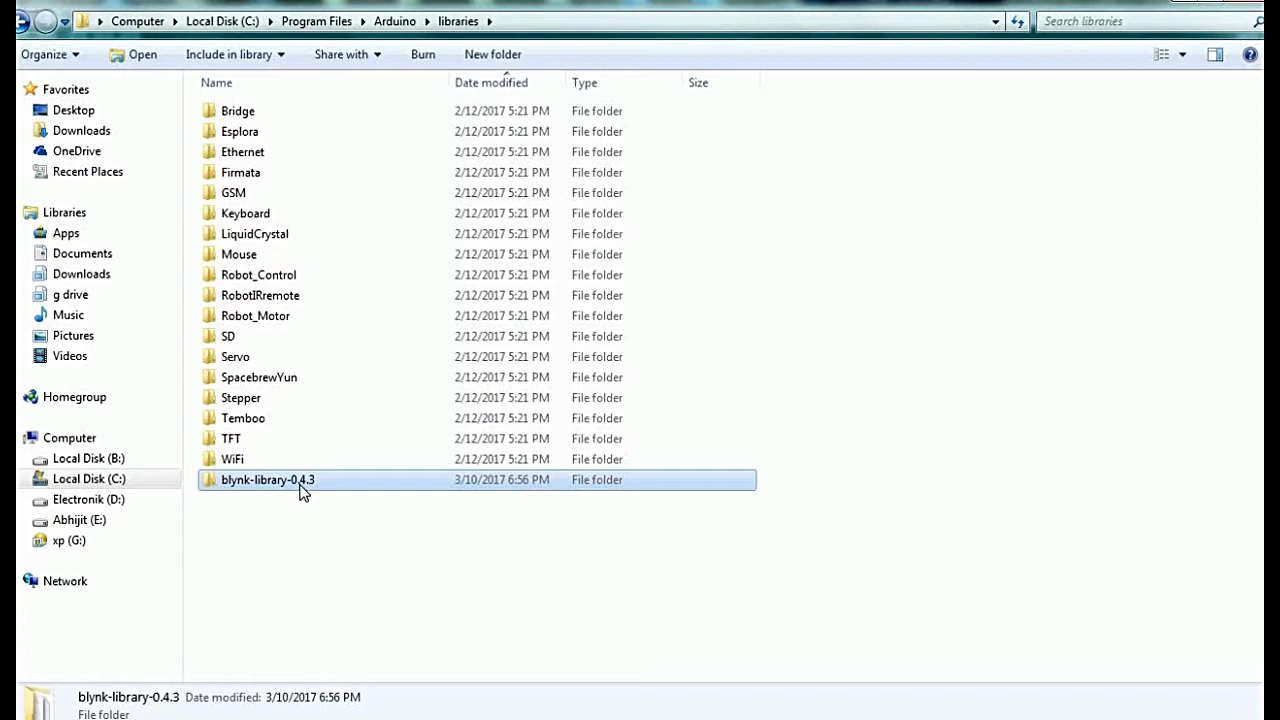 Computer Local Disk (C:) Program Files Arduino libraries Search libraries
Organize Open Include in library Share with Burn New folder
Name Date modified Type Size
Favorites
Desktop
Downloads
OneDrive
Recent Places
Libraries
Apps
Documents
Downloads
g drive
Music
Pictures
Videos
Homegroup
Computer
Local Disk (B:)
Local Disk (C:)
Electronik (D:)
Abhijit (E:)
xp (G:)
Network
Bridge 2/12/2017 5:21 PM File folder
Esplora 2/12/2017 5:21 PM File folder
Ethernet 2/12/2017 5:21 PM File folder
Firmata 2/12/2017 5:21 PM File folder
GSM 2/12/2017 5:21 PM File folder
Keyboard 2/12/2017 5:21 PM File folder
LiquidCrystal 2/12/2017 5:21 PM File folder
Mouse 2/12/2017 5:21 PM File folder
Robot_Control 2/12/2017 5:21 PM File folder
RobotIRremote 2/12/2017 5:21 PM File folder
Robot_Motor 2/12/2017 5:21 PM File folder
SD 2/12/2017 5:21 PM File folder
Servo 2/12/2017 5:21 PM File folder
SpacebrewYun 2/12/2017 5:21 PM File folder
Stepper 2/12/2017 5:21 PM File folder
Temboo 2/12/2017 5:21 PM File folder
TFT 2/12/2017 5:21 PM File folder
WiFi 2/12/2017 5:21 PM File folder
blynk-library-0.4.3 3/10/2017 6:56 PM File folder
blynk-library-0.4.3 Date modified: 3/10/2017 6:56 PM
File folder